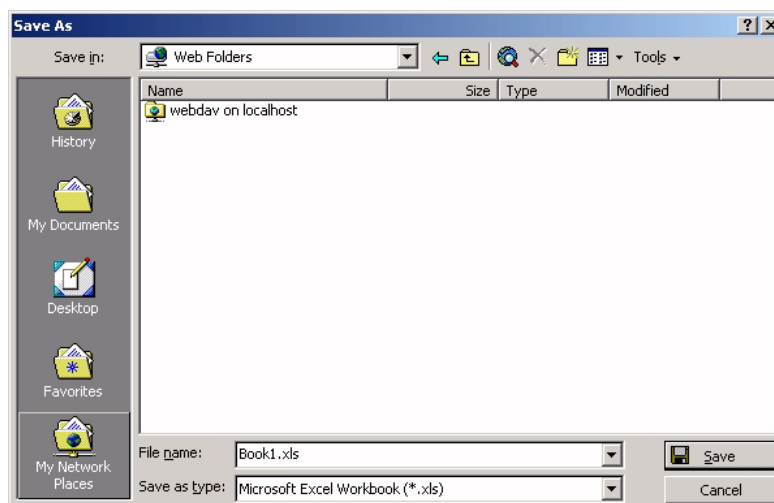 Save As
Save in:
Web Folders
Tools
Name
Size
Type
Modified
webdav on localhost
History
My Documents
Desktop
Favorites
My Network
Places
File name:
Book1.xls
Save
Save as type:
Microsoft Excel Workbook (*.xls)
Cancel